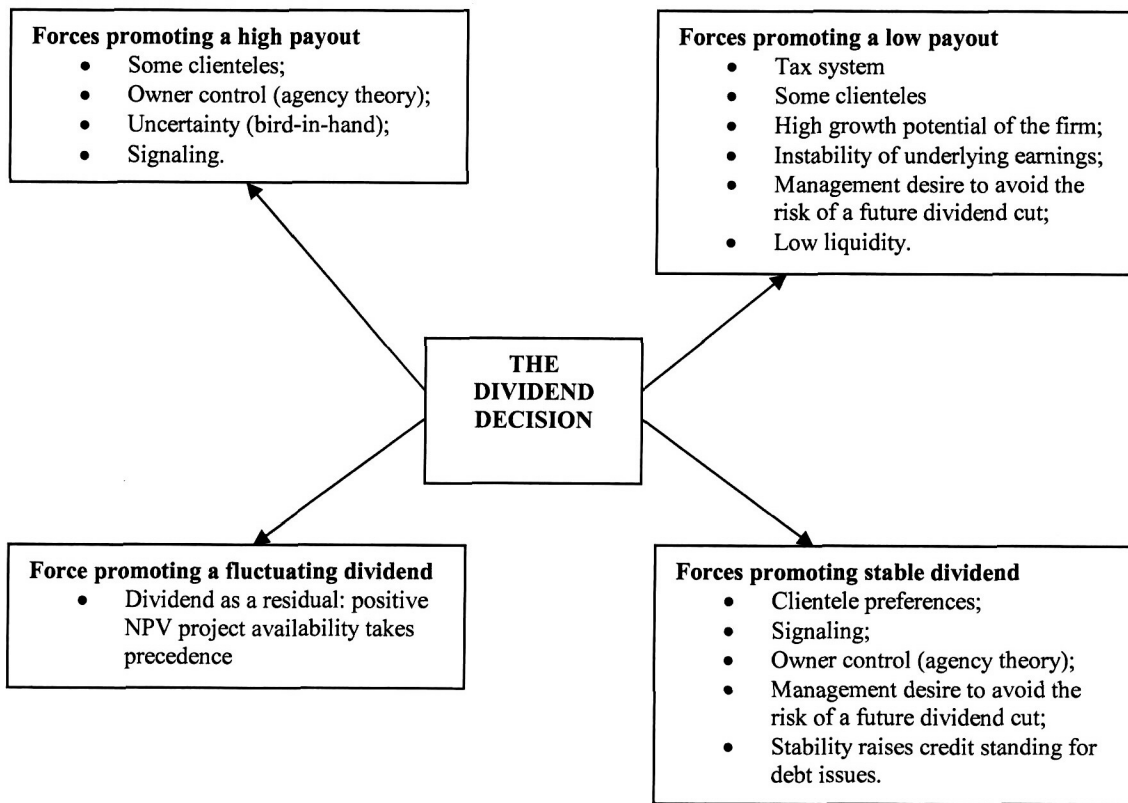 Forces promoting a high payout
• Some clienteles;
• Owner control (agency theory);
• Uncertainty (bird-in-hand);
• Signaling.
Forces promoting a low payout
• Tax system
• Some clienteles
• High growth potential of the firm;
• Instability of underlying earnings;
• Management desire to avoid the
risk of a future dividend cut;
• Low liquidity.
THE
DIVIDEND
DECISION
Force promoting a fluctuating dividend
• Dividend as a residual: positive
NPV project availability takes
precedence
Forces promoting stable dividend
• Clientele preferences;
• Signaling;
• Owner control (agency theory);
• Management desire to avoid the
risk of a future dividend cut;
• Stability raises credit standing for
debt issues.